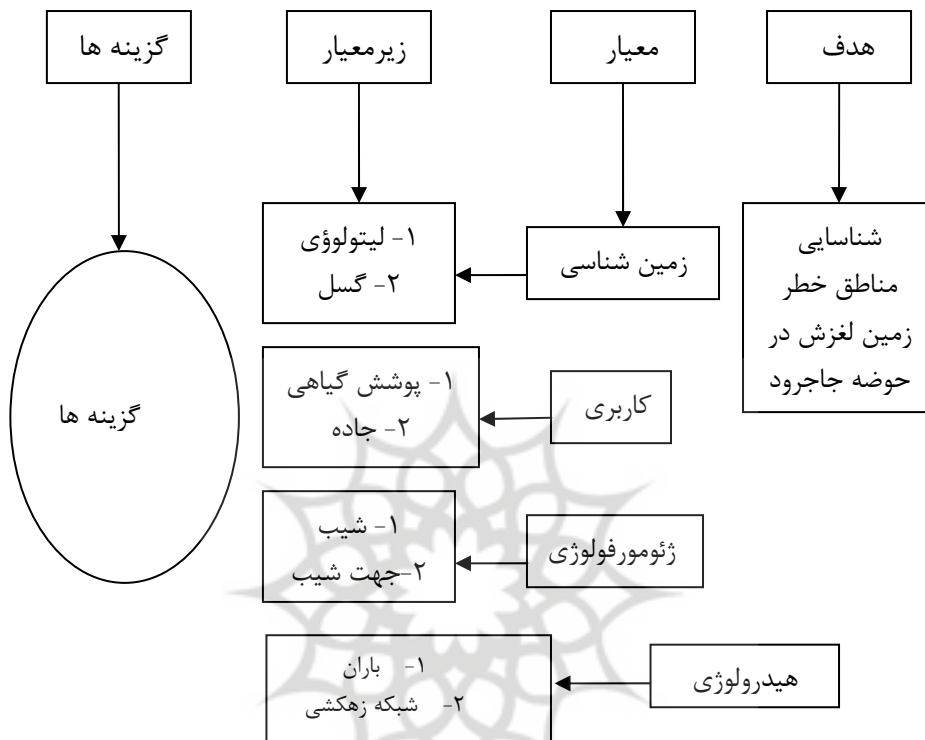 هدف
معیار
زیرمعیار
گزینه ها
شناسایی
مناطق خطر
زمین لغزش در
حوضه جاجرود
زمین شناسی
۱- لیتولوؤی
۲- گسل
کاربری
۱- پوشش گیاهی
۲- جاده
ژئومورفولوژی
۱- شیب
۲-جهت شیب
هیدرولوژی
۱- باران
۲- شبکه زهکشی
گزینه ها